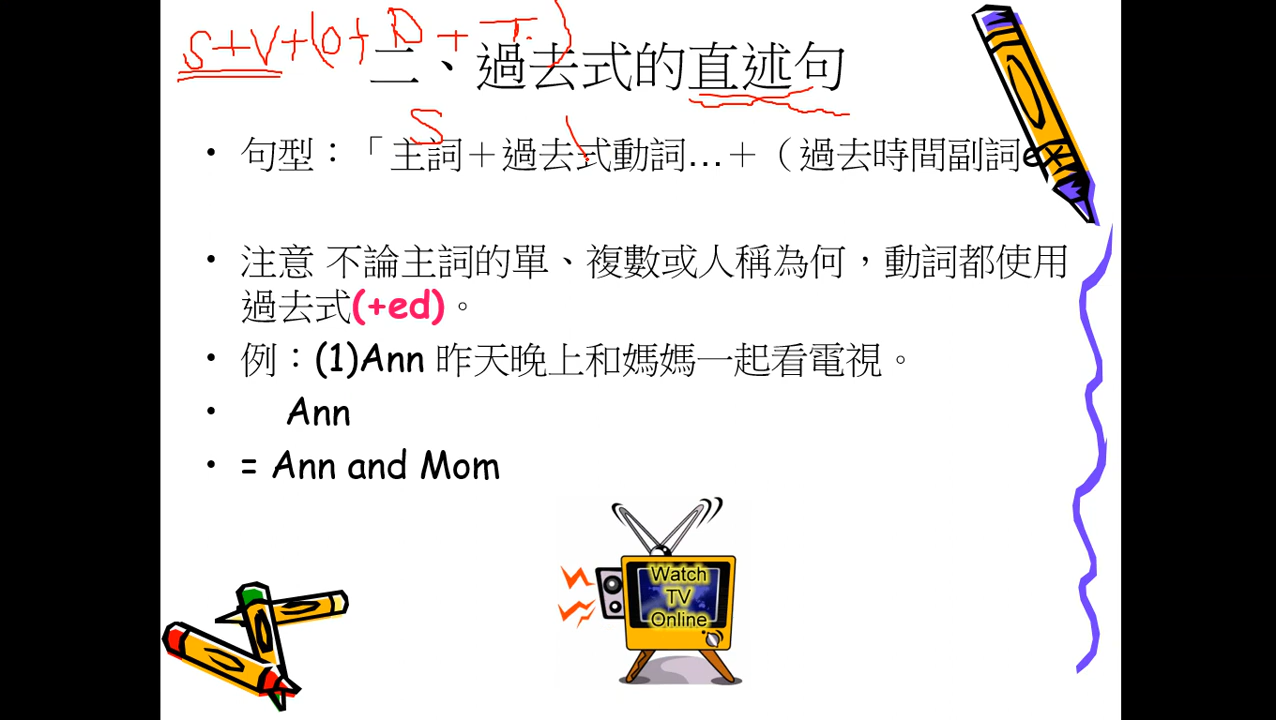 S+V+(O+P+T.)
二、過去式的直述句
S
• 句型：「主詞＋過去式動詞…＋（過去時間副詞
• 注意 不論主詞的單、複數或人稱為何，動詞都使用
過去式(+ed)。
• 例：(1)Ann 昨天晚上和媽媽一起看電視。
• Ann
• = Ann and Mom
Watch
TV
Online